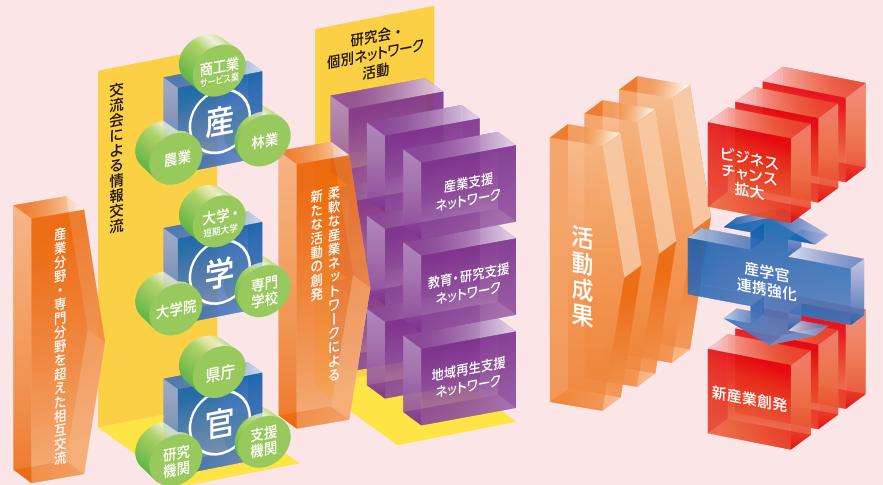 産業分野・専門分野を超えた相互交流
交流会による情報交流
商工業
サービス業
産
農業
林業
大学・
短期大学
学
大学院
専門
学校
県庁
官
研究
機関
支援
機関
柔軟な産業ネットワークによる
新たな活動の創発
研究会・
個別ネットワーク
活動
産業支援
ネットワーク
教育・研究支援
ネットワーク
地域再生支援
ネットワーク
活動成果
ビジネス
チャンス
拡大
産学官
連携強化
新産業創発